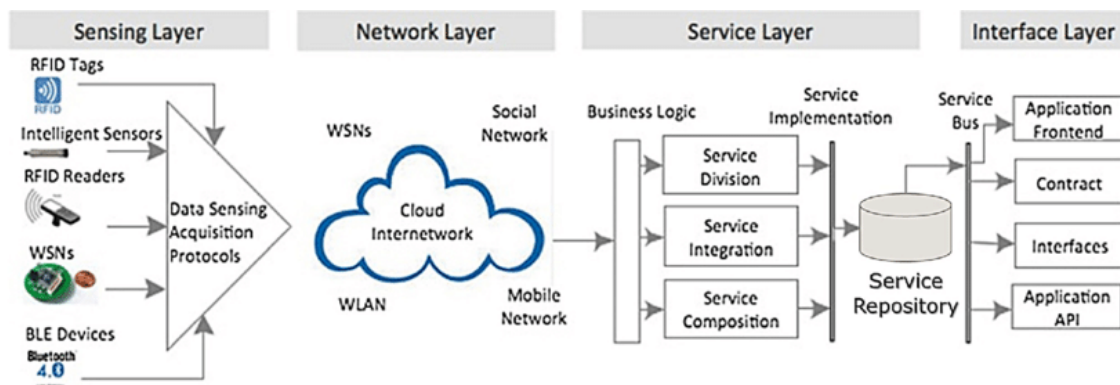 Sensing Layer
Network Layer
Service Layer
Interface Layer
RFID Tags
RFID
Intelligent Sensors
RFID Readers
WSNs
BLE Devices
Bluetooth
4.0
Data Sensing
Acquisition
Protocols
WSNs
Social
Network
Cloud
Internetwork
WLAN
Mobile
Network
Business Logic
Service
Division
Service
Integration
Service
Composition
Service
Implementation
Service
Repository
Service
Bus
Application
Frontend
Contract
Interfaces
Application
API